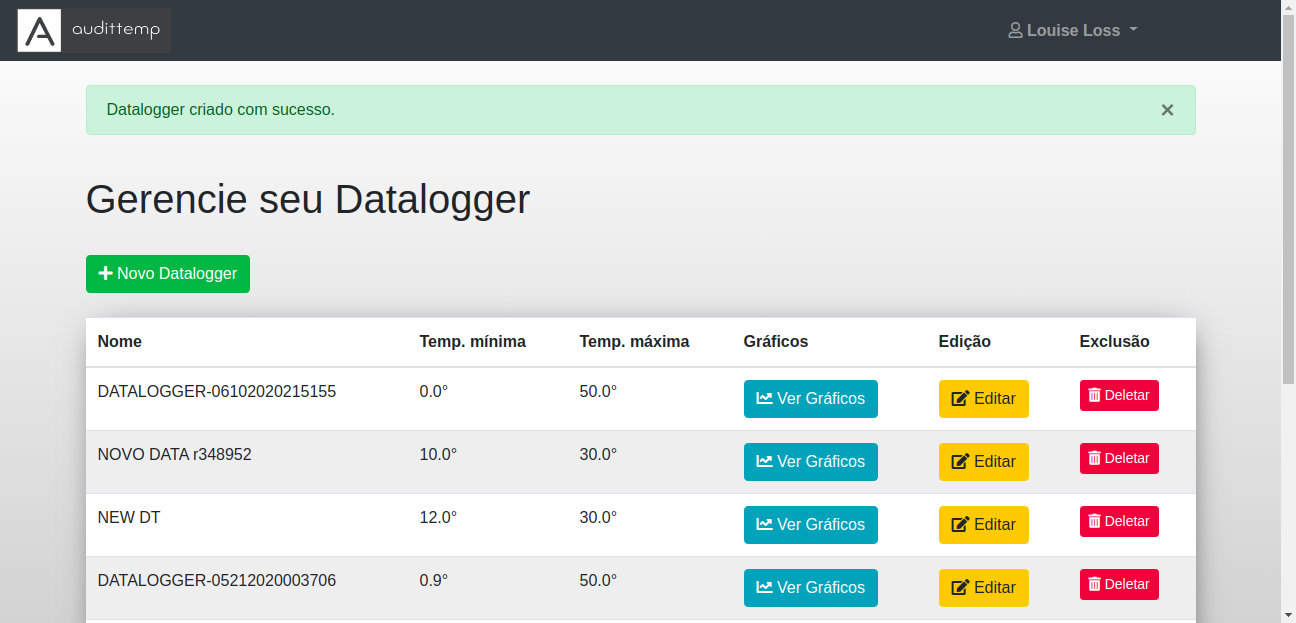 A audittemp
Louise Loss
Datalogger criado com sucesso. ×
Gerencie seu Datalogger
Novo Datalogger
Nome Temp. mínima Temp. máxima Gráficos Edição Exclusão
DATALOGGER-06102020215155 0.0° 50.0° Ver Gráficos Editar Deletar
NOVO DATA r348952 10.0° 30.0° Ver Gráficos Editar Deletar
NEW DT 12.0° 30.0° Ver Gráficos Editar Deletar
DATALOGGER-05212020003706 0.9° 50.0° Ver Gráficos Editar Deletar